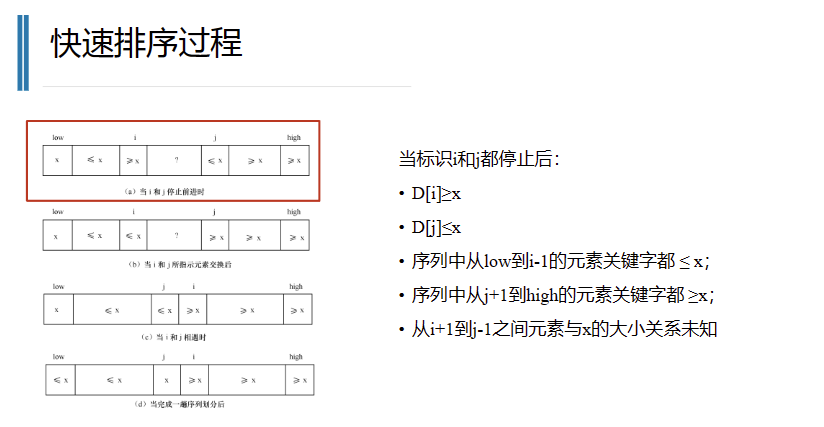 快速排序过程
low i j high
x ≤ x ≥ x ? ≤ x ≥ x ≥ x
（a）当 i 和 j 停止前进时
low i j high
x ≤ x ≤ x ? ≥ x ≥ x ≥ x
（b）当 i 和 j 所指示元素交换后
low j i high
x ≤ x ≤ x ≥ x ≥ x ≥ x
（c）当 i 和 j 相遇时
low j i high
≤ x ≤ x x ≥ x ≥ x ≥ x
（d）当完成一趟序列划分后
当标识i和j都停止后：
• D[i]≥x
• D[j]≤x
• 序列中从low到i-1的元素关键字都 ≤ x；
• 序列中从j+1到high的元素关键字都 ≥x；
• 从i+1到j-1之间元素与x的大小关系未知